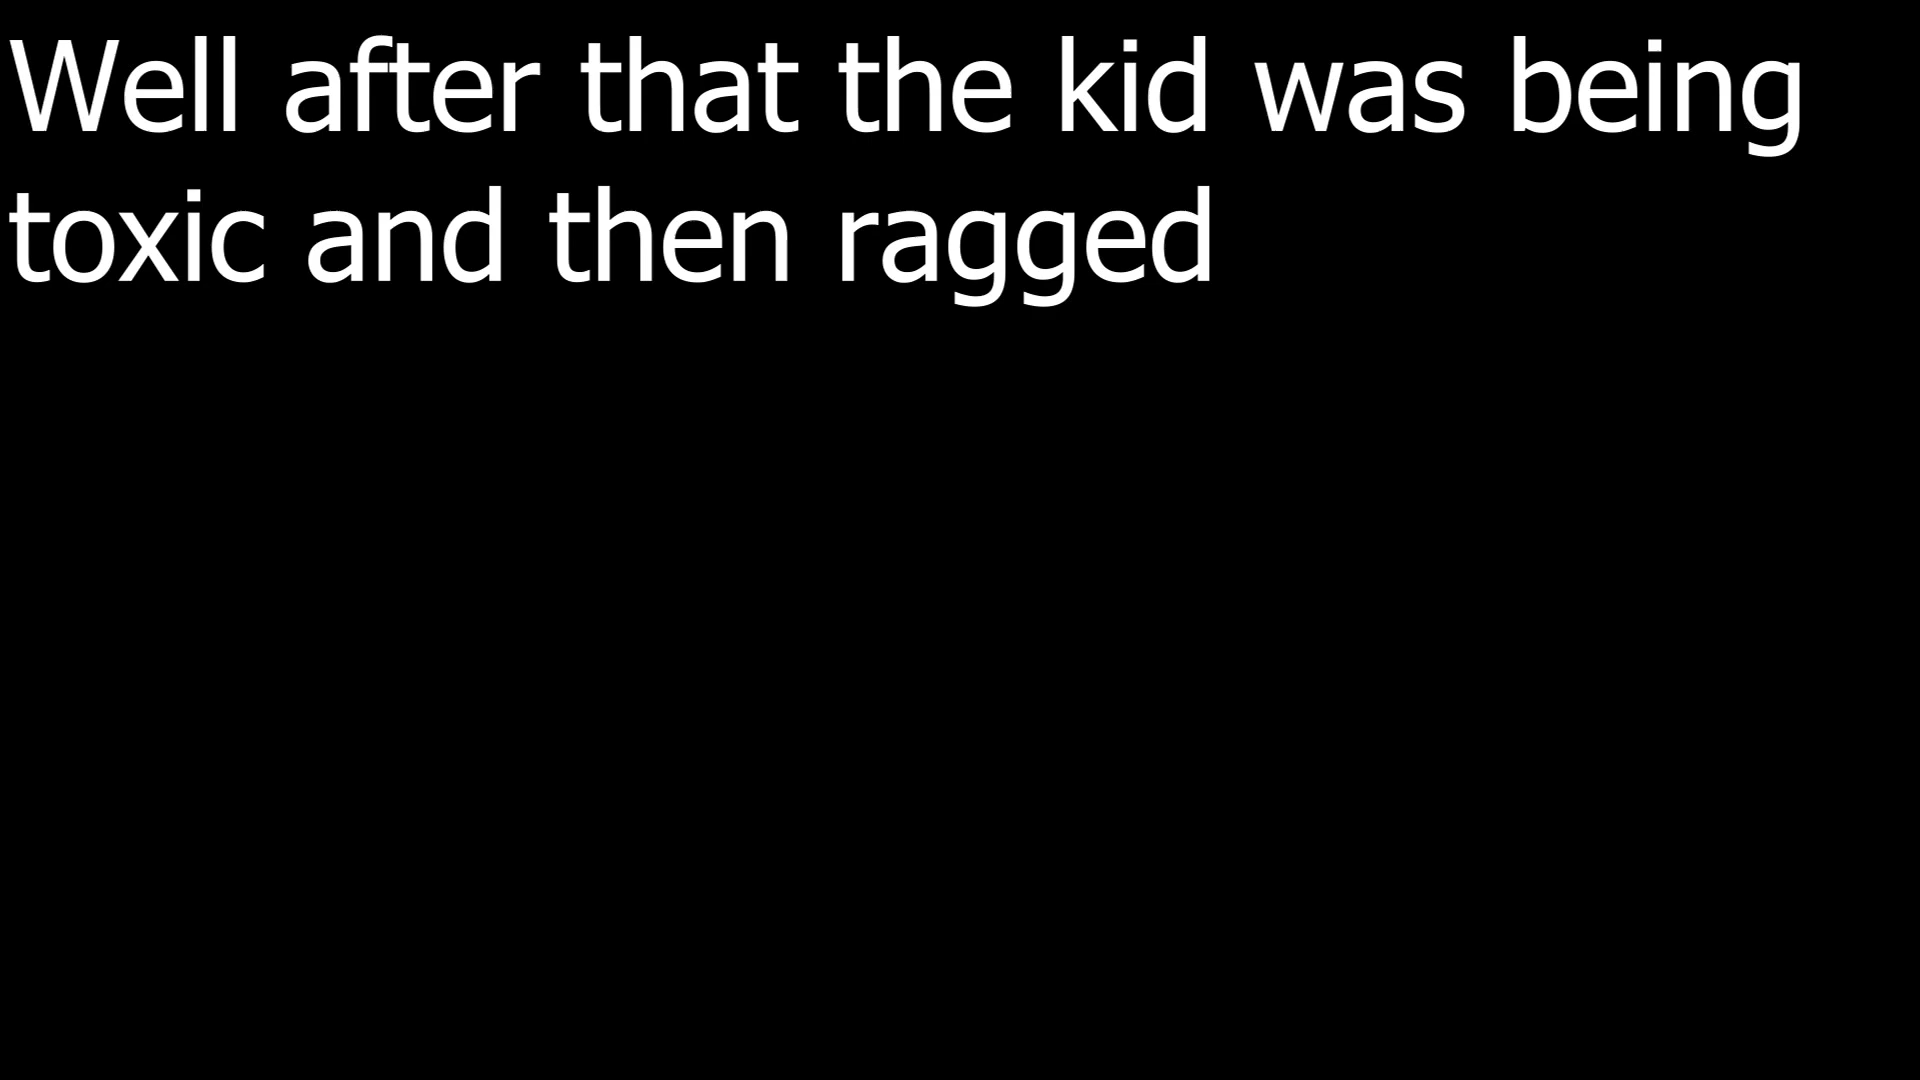 Well after that the kid was being
toxic and then ragged